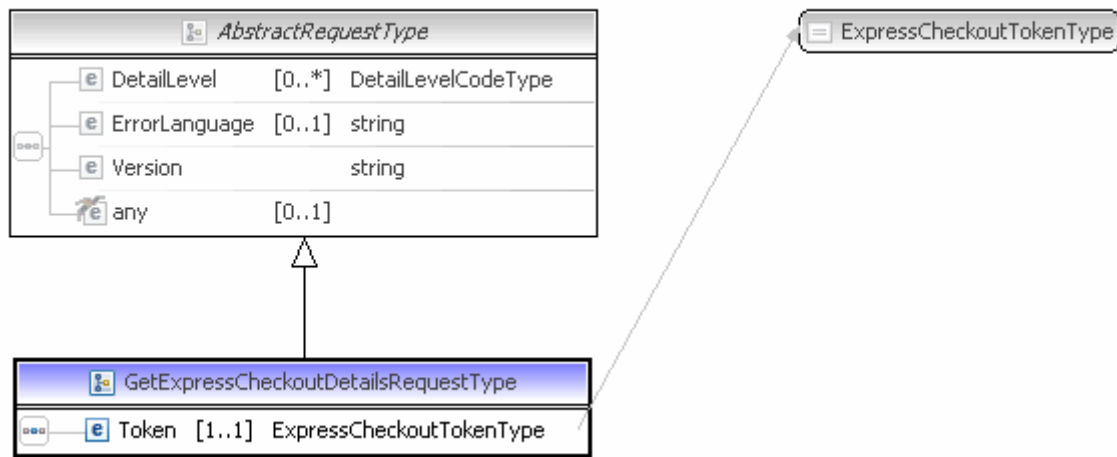 AbstractRequestType
ExpressCheckoutTokenType
e DetailLevel [0..*] DetailLevelCodeType
e ErrorLanguage [0..1] string
e Version string
e any [0..1]
GetExpressCheckoutDetailsRequestType
e Token [1..1] ExpressCheckoutTokenType